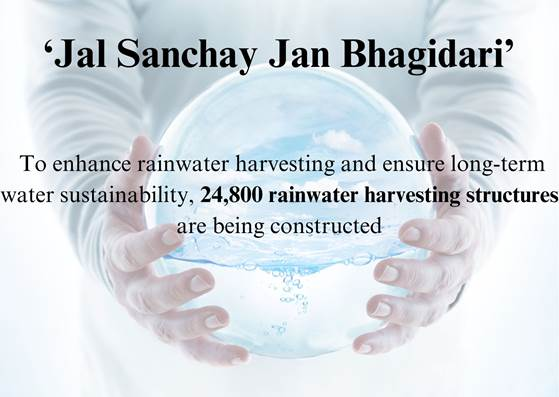 ‘Jal Sanchay Jan Bhagidari’
To enhance rainwater harvesting and ensure long-term
water sustainability, 24,800 rainwater harvesting structures
are being constructed